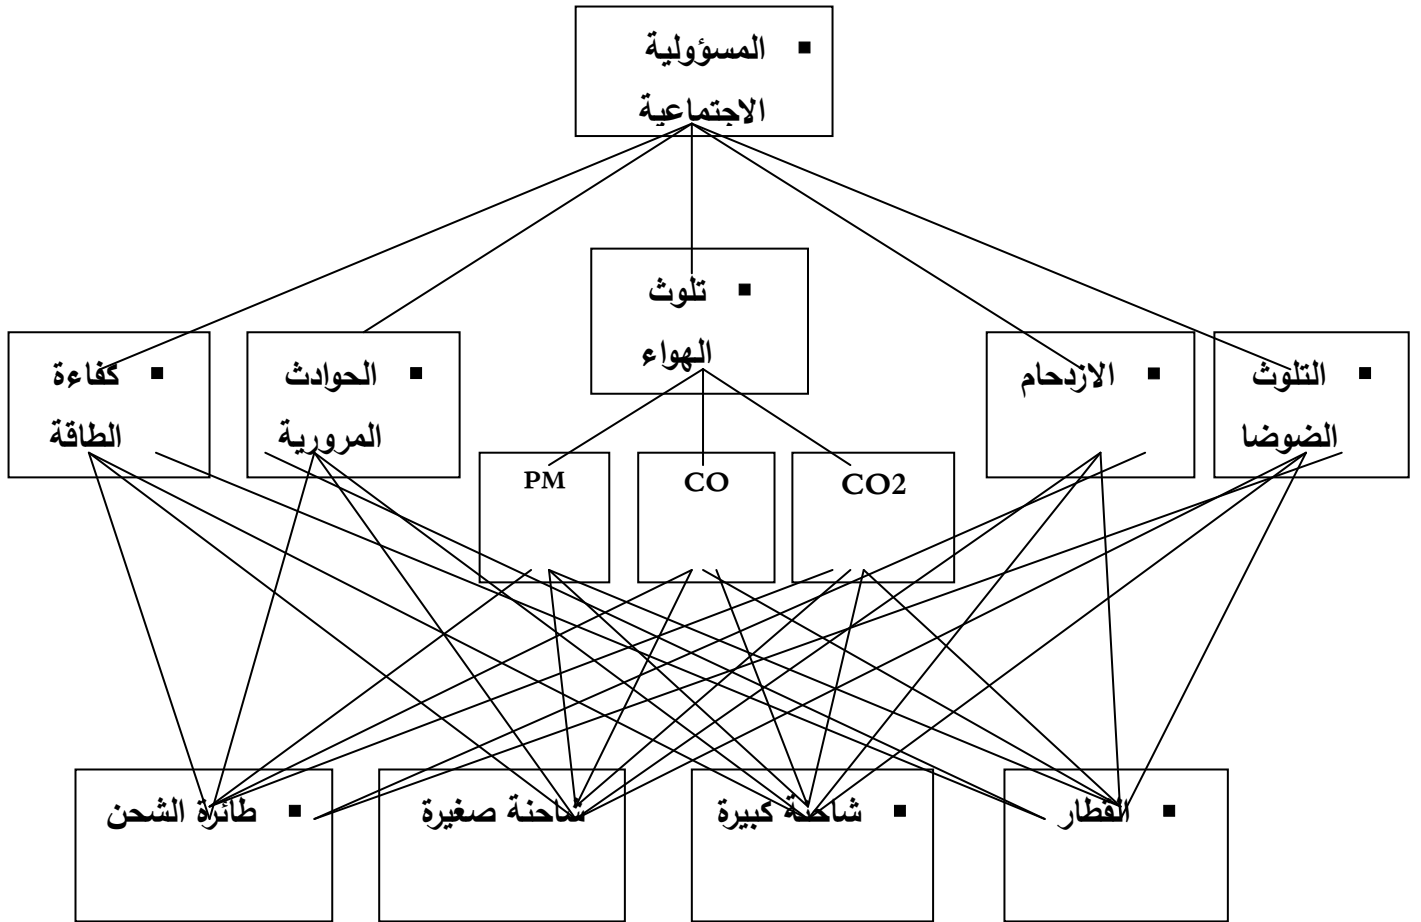 ▪ المسؤولية
الاجتماعية
▪ تلوث
الهواء
▪ التلوث
الضوضا
▪ الازدحام
▪ الحوادث
المرورية
▪ كفاءة
الطاقة
PM
CO
CO2
▪ القطار
▪ شاحنة كبيرة
شاحنة صغيرة
▪ طائرة الشحن